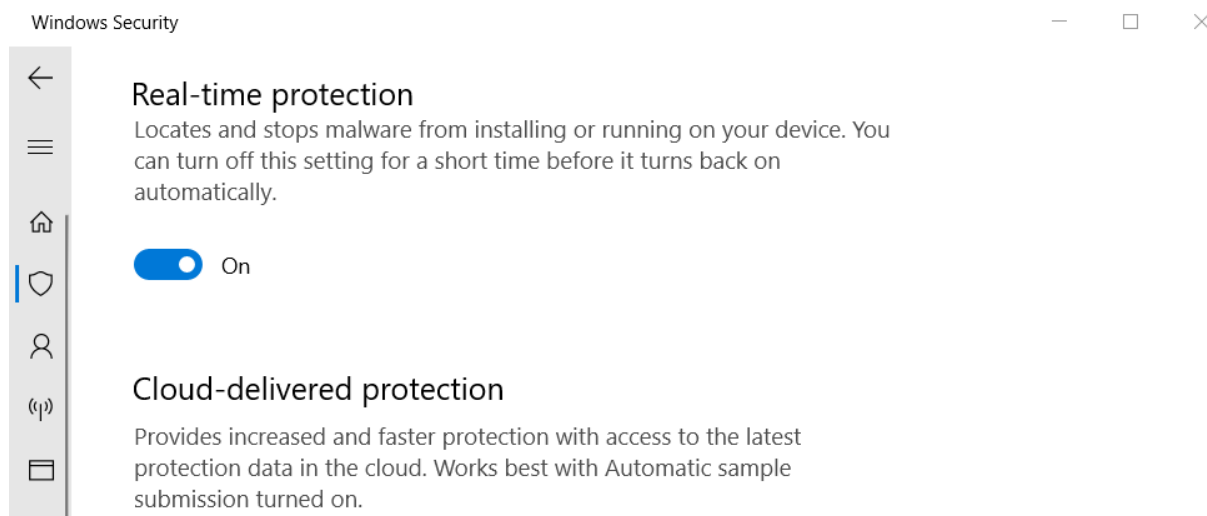 Windows Security
Real-time protection
Locates and stops malware from installing or running on your device. You
can turn off this setting for a short time before it turns back on
automatically.
On
Cloud-delivered protection
Provides increased and faster protection with access to the latest
protection data in the cloud. Works best with Automatic sample
submission turned on.